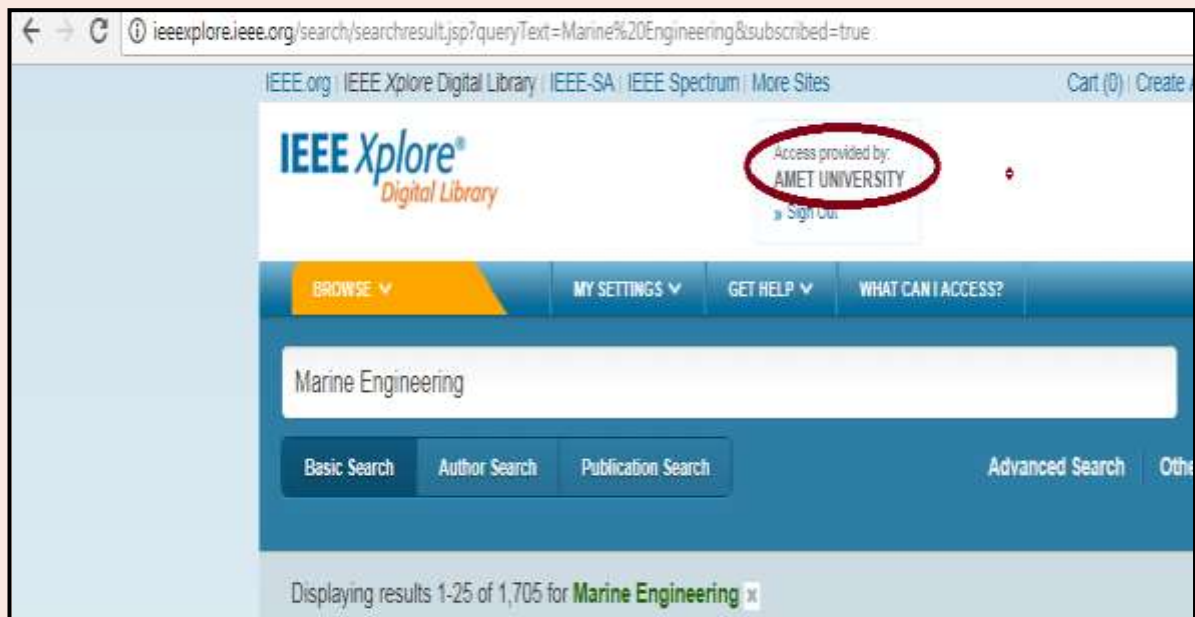 ieeexplore.ieee.org/search/searchresult.jsp?queryText=Marine%20Engineering&subscribed=true
IEEE.org | IEEE Xplore Digital Library | IEEE-SA | IEEE Spectrum | More Sites Cart (0) | Create
IEEE Xplore®
Digital Library
Access provided by:
AMET UNIVERSITY
» Sign Out
BROWSE MY SETTINGS GET HELP WHAT CAN I ACCESS?
Marine Engineering
Basic Search Author Search Publication Search Advanced Search Othe
Displaying results 1-25 of 1,705 for Marine Engineering x